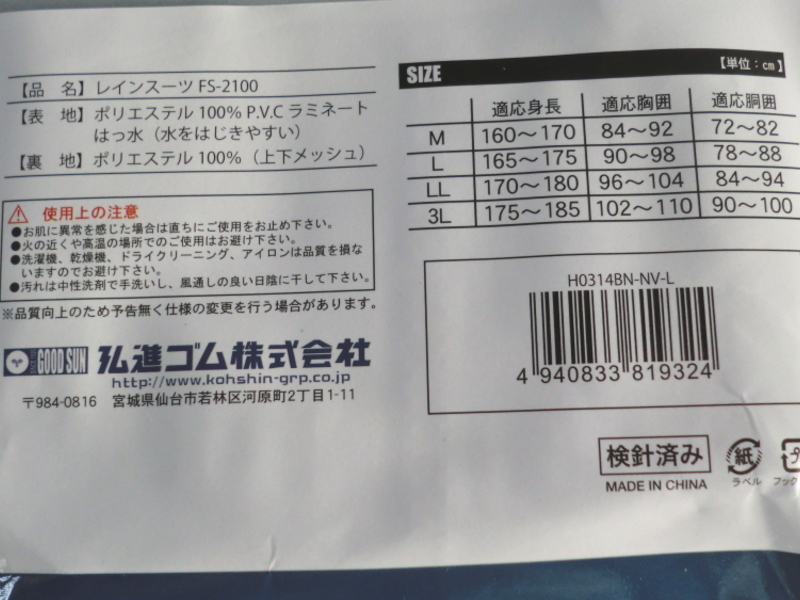 【品　名】レインスーツ FS-2100
【表　地】ポリエステル 100% P.V.C ラミネート
はっ水（水をはじきやすい）
【裏　地】ポリエステル 100%（上下メッシュ）
使用上の注意
●お肌に異常を感じた場合は直ちにご使用をお止め下さい。
●火の近くや高温の場所でのご使用はお避け下さい。
●洗濯機、乾燥機、ドライクリーニング、アイロンは品質を損な
いますのでお避け下さい。
●汚れは中性洗剤で手洗いし、風通しの良い日陰に干して下さい。
※品質向上のため予告無く仕様の変更を行う場合があります。
GOOD SUN 弘進ゴム株式会社
http://www.kohshin-grp.co.jp
〒984-0816　宮城県仙台市若林区河原町2丁目1-11
SIZE 【単位：cm】
適応身長 適応胸囲 適応胴囲
M 160～170 84～92 72～82
L 165～175 90～98 78～88
LL 170～180 96～104 84～94
3L 175～185 102～110 90～100
H0314BN-NV-L
4 940833 819324
検針済み
MADE IN CHINA
紙
ラベル
プ
フック